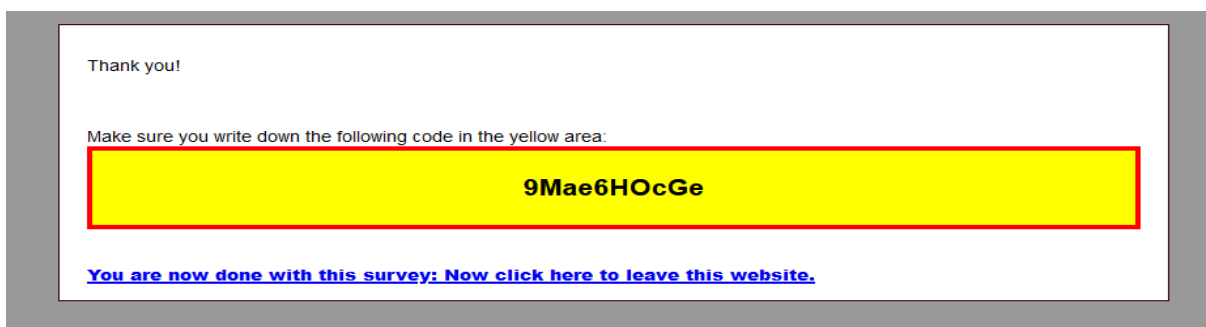 Thank you!
Make sure you write down the following code in the yellow area:
9Mae6HOcGe
You are now done with this survey: Now click here to leave this website.